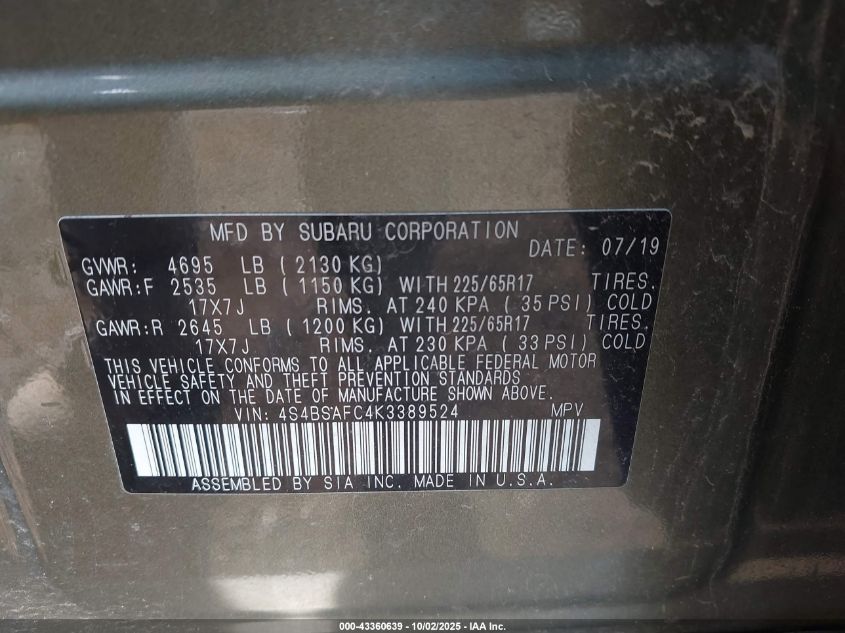 MFD BY SUBARU CORPORATION
DATE: 07/19
GVWR: 4695 LB ( 2130 KG)
GAWR:F 2535 LB ( 1150 KG) WITH 225/65R17 TIRES,
17X7J RIMS, AT 240 KPA ( 35 PSI) COLD
GAWR:R 2645 LB ( 1200 KG) WITH 225/65R17 TIRES,
17X7J RIMS, AT 230 KPA ( 33 PSI) COLD
THIS VEHICLE CONFORMS TO ALL APPLICABLE FEDERAL MOTOR
VEHICLE SAFETY AND THEFT PREVENTION STANDARDS
IN EFFECT ON THE DATE OF MANUFACTURE SHOWN ABOVE.
VIN: 4S4BSAFC4K3389524 MPV
ASSEMBLED BY SIA INC. MADE IN U.S.A.
000-43360639 - 10/02/2025 - IAA Inc.